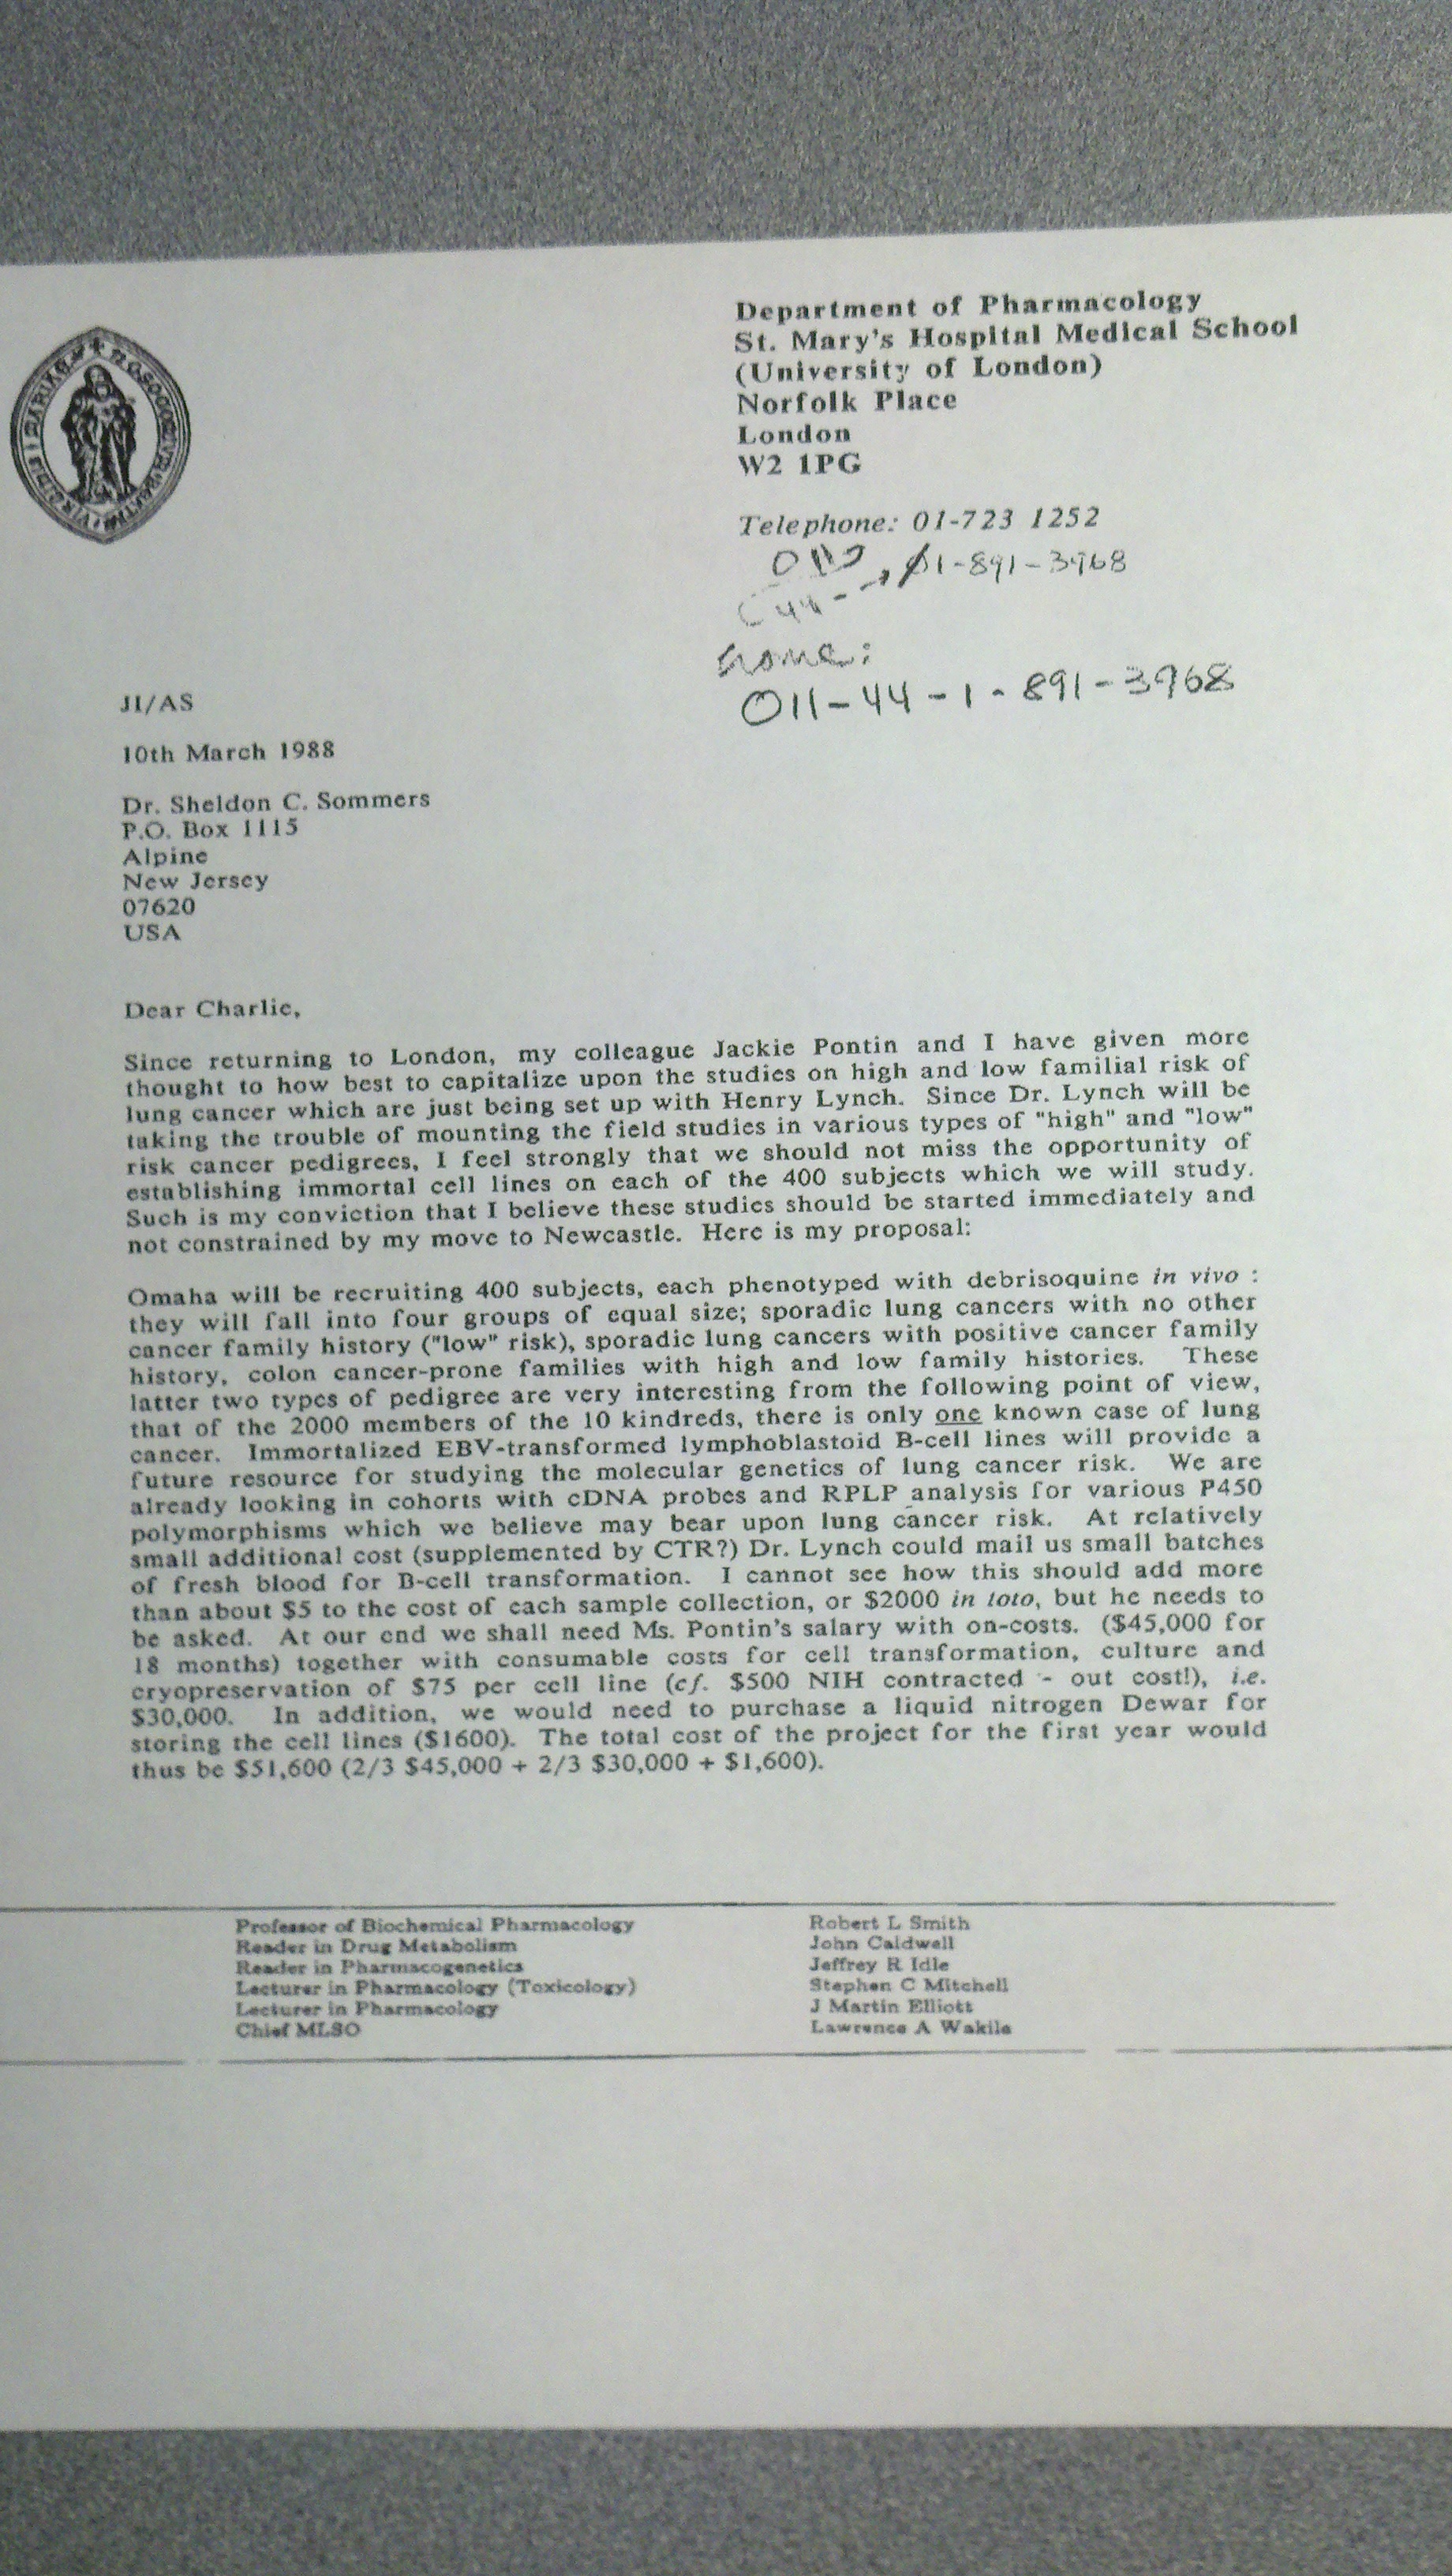 Department of Pharmacology
St. Mary's Hospital Medical School
(University of London)
Norfolk Place
London
W2 1PG
Telephone: 01-723 1252
011
01-891-3968
44-
home:
011-44-1-891-3968
JI/AS
10th March 1988
Dr. Sheldon C. Sommers
P.O. Box 1115
Alpine
New Jersey
07620
USA
Dear Charlie,
Since returning to London, my colleague Jackie Pontin and I have given more
thought to how best to capitalize upon the studies on high and low familial risk of
lung cancer which are just being set up with Henry Lynch. Since Dr. Lynch will be
taking the trouble of mounting the field studies in various types of "high" and "low"
risk cancer pedigrees, I feel strongly that we should not miss the opportunity of
establishing immortal cell lines on each of the 400 subjects which we will study.
Such is my conviction that I believe these studies should be started immediately and
not constrained by my move to Newcastle. Here is my proposal:
Omaha will be recruiting 400 subjects, each phenotyped with debrisoquine in vivo :
they will fall into four groups of equal size; sporadic lung cancers with no other
cancer family history ("low" risk), sporadic lung cancers with positive cancer family
history, colon cancer-prone families with high and low family histories. These
latter two types of pedigree are very interesting from the following point of view,
that of the 2000 members of the 10 kindreds, there is only one known case of lung
cancer. Immortalized EBV-transformed lymphoblastoid B-cell lines will provide a
future resource for studying the molecular genetics of lung cancer risk. We are
already looking in cohorts with cDNA probes and RPLP analysis for various P450
polymorphisms which we believe may bear upon lung cancer risk. At relatively
small additional cost (supplemented by CTR?) Dr. Lynch could mail us small batches
of fresh blood for B-cell transformation. I cannot see how this should add more
than about $5 to the cost of each sample collection, or $2000 in toto, but he needs to
be asked. At our end we shall need Ms. Pontin's salary with on-costs. ($45,000 for
18 months) together with consumable costs for cell transformation, culture and
cryopreservation of $75 per cell line (cf. $500 NIH contracted - out cost!), i.e.
$30,000. In addition, we would need to purchase a liquid nitrogen Dewar for
storing the cell lines ($1600). The total cost of the project for the first year would
thus be $51,600 (2/3 $45,000 + 2/3 $30,000 + $1,600).
Professor of Biochemical Pharmacology Robert L Smith
Reader in Drug Metabolism John Caldwell
Reader in Pharmacogenetics Jeffrey R Idle
Lecturer in Pharmacology (Toxicology) Stephen C Mitchell
Lecturer in Pharmacology J Martin Elliott
Chief MLSO Lawrence A Wakile